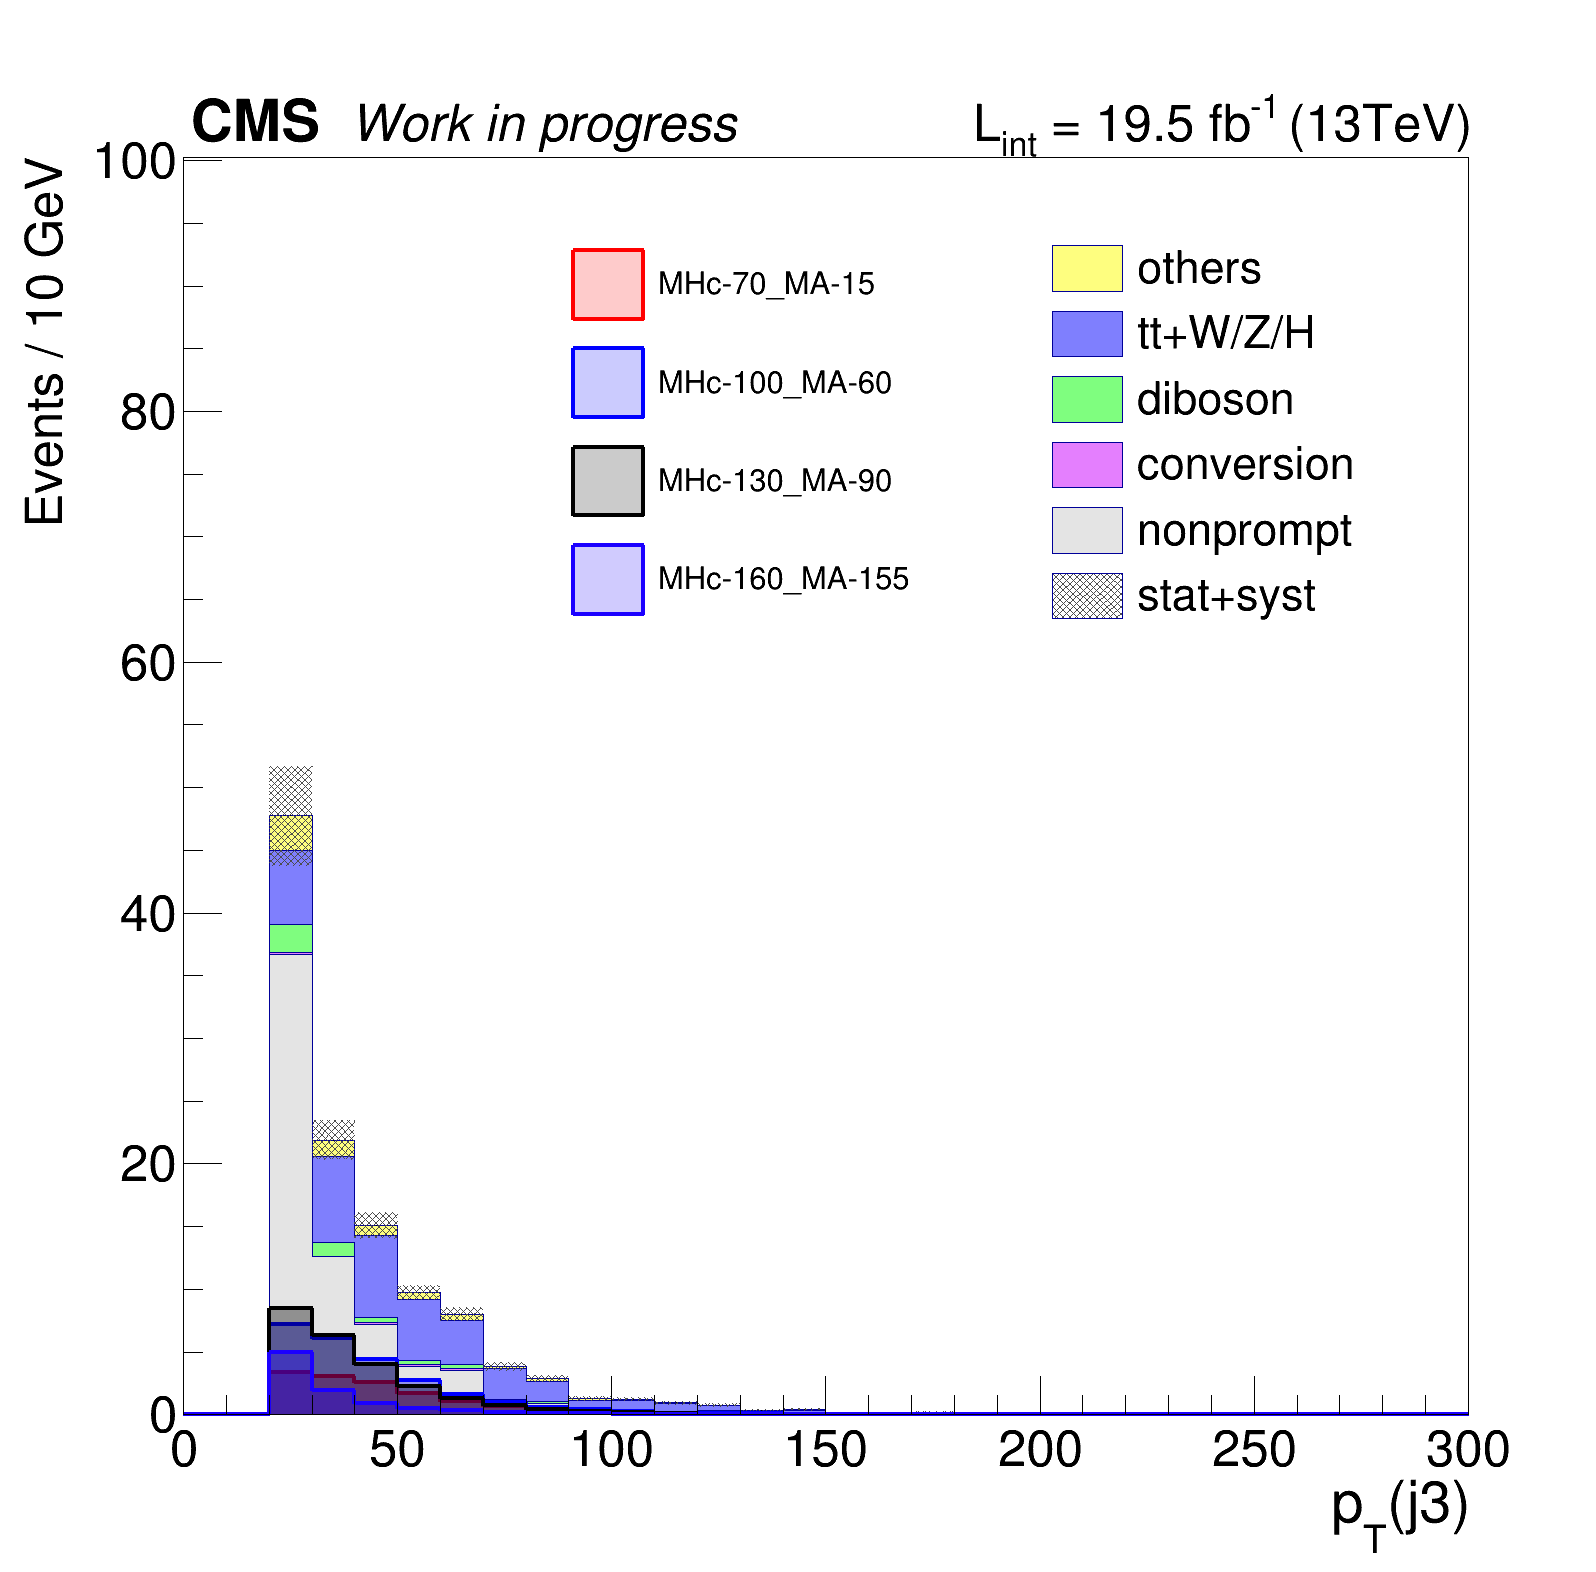 CMS Work in progress
L_int = 19.5 fb^-1 (13TeV)
Events / 10 GeV
100
80
60
40
20
0
MHc-70_MA-15
MHc-100_MA-60
MHc-130_MA-90
MHc-160_MA-155
others
tt+W/Z/H
diboson
conversion
nonprompt
stat+syst
0 50 100 150 200 250 300
p_T(j3)